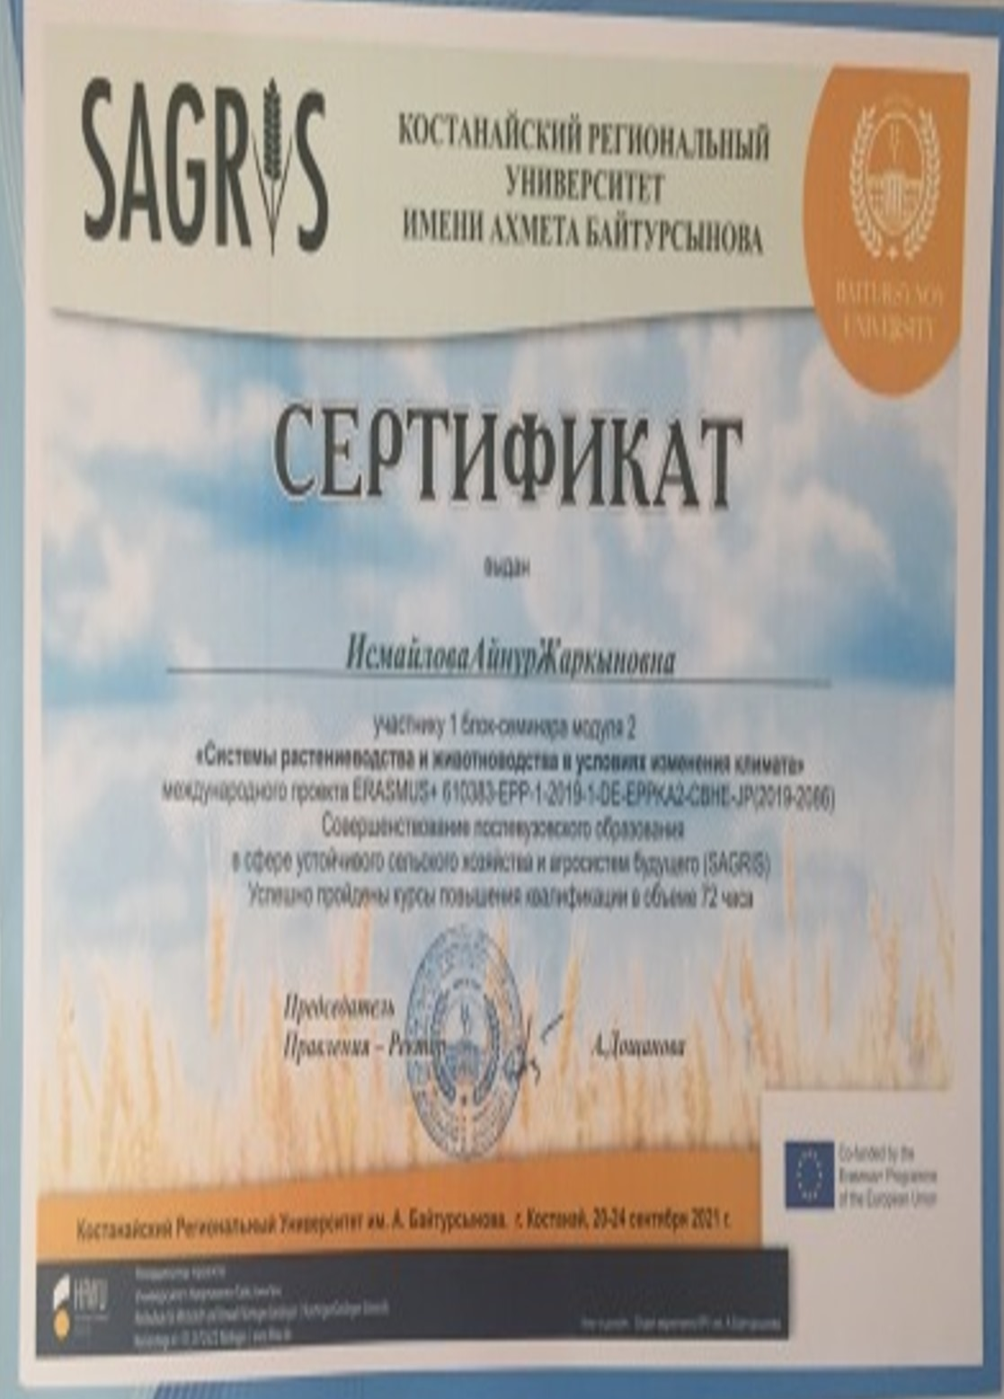 SAGRIS
КОСТАНАЙСКИЙ РЕГИОНАЛЬНЫЙ
УНИВЕРСИТЕТ
ИМЕНИ АХМЕТА БАЙТУРСЫНОВА
BAITURSYNOV
UNIVERSITY
СЕРТИФИКАТ
выдан
ИсмаиловаАйнурЖаркыновна
участнику 1 блок-семинара модуля 2
«Системы растениеводства и животноводства в условиях изменения климата»
международного проекта ERASMUS+ 610383-EPP-1-2019-1-DE-EPPKA2-CBHE-JP(2019-2086)
Совершенствование послевузовского образования
в сфере устойчивого сельского хозяйства и агросистем будущего (SAGRIS)
Успешно пройдены курсы повышения квалификации в объеме 72 часа
Председатель
Правления – Ректор
А.Дощанова
Co-funded by the
Erasmus+ Programme
of the European Union
Костанайский Региональный Университет им. А. Байтурсынова. г. Костанай, 20-24 сентября 2021 г.